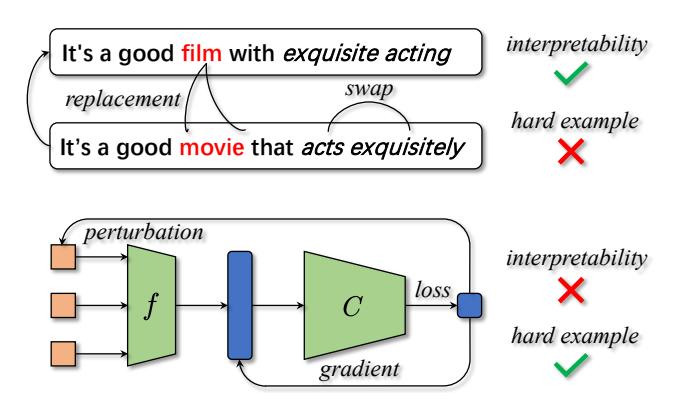 It's a good film with exquisite acting
interpretability
replacement
swap
hard example
It's a good movie that acts exquisitely
perturbation
interpretability
f
C
loss
hard example
gradient